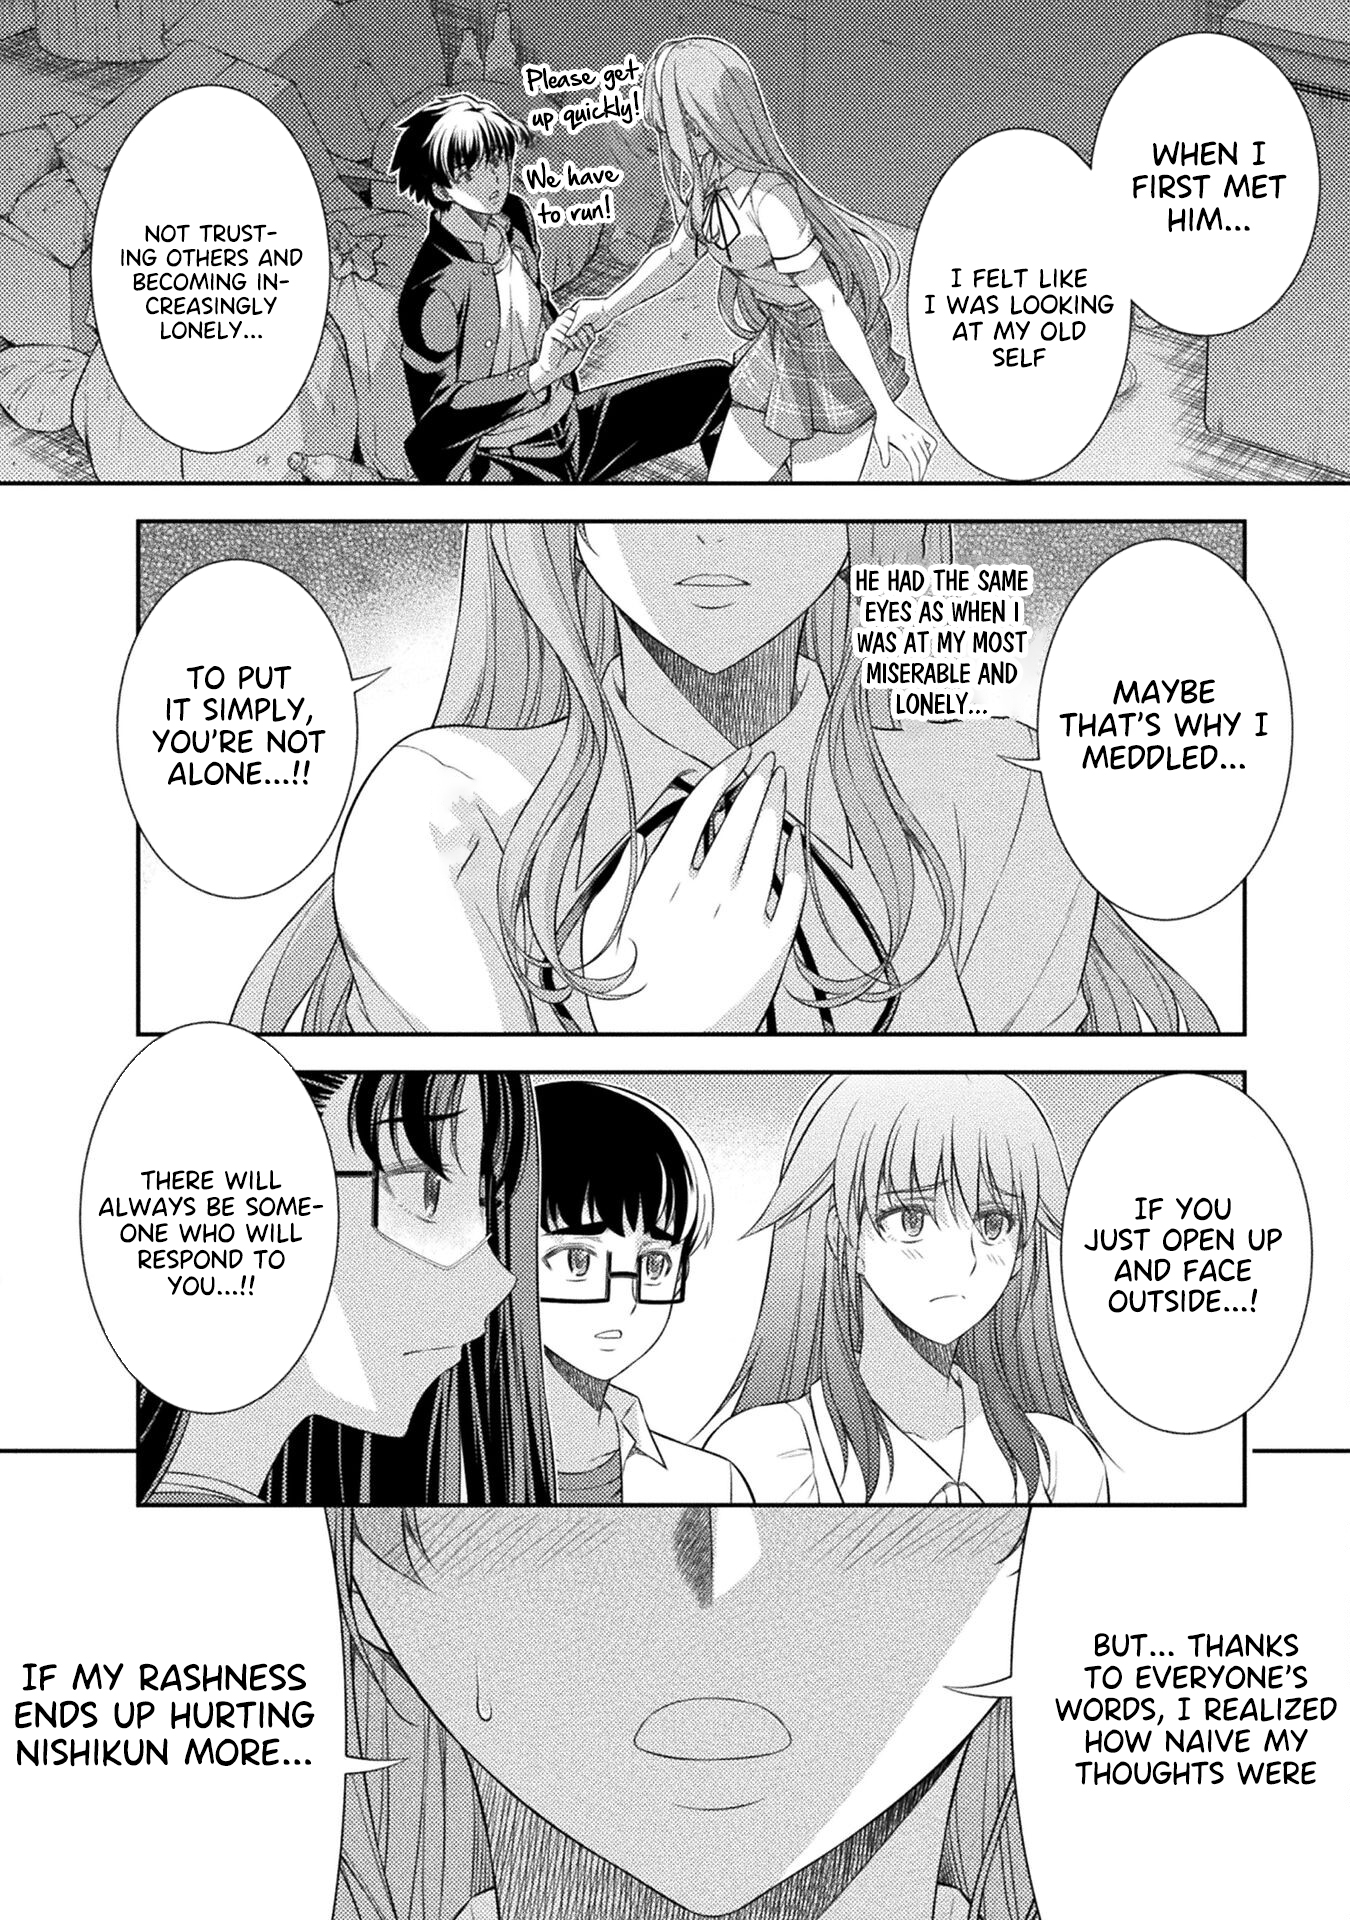 WHEN I
FIRST MET
HIM...
I FELT LIKE
I WAS LOOKING
AT MY OLD
SELF
Please get
up quickly!
We have
to run!
NOT TRUST-
ING OTHERS AND
BECOMING IN-
CREASINGLY
LONELY...
MAYBE
THAT'S WHY I
MEDDLED...
HE HAD THE SAME
EYES AS WHEN I
WAS AT MY MOST
MISERABLE AND
LONELY...
TO PUT
IT SIMPLY,
YOU'RE NOT
ALONE...!!
IF YOU
JUST OPEN UP
AND FACE
OUTSIDE...!
THERE WILL
ALWAYS BE SOME-
ONE WHO WILL
RESPOND TO
YOU...!!
BUT... THANKS
TO EVERYONE'S
WORDS, I REALIZED
HOW NAIVE MY
THOUGHTS WERE
IF MY RASHNESS
ENDS UP HURTING
NISHIKUN MORE...